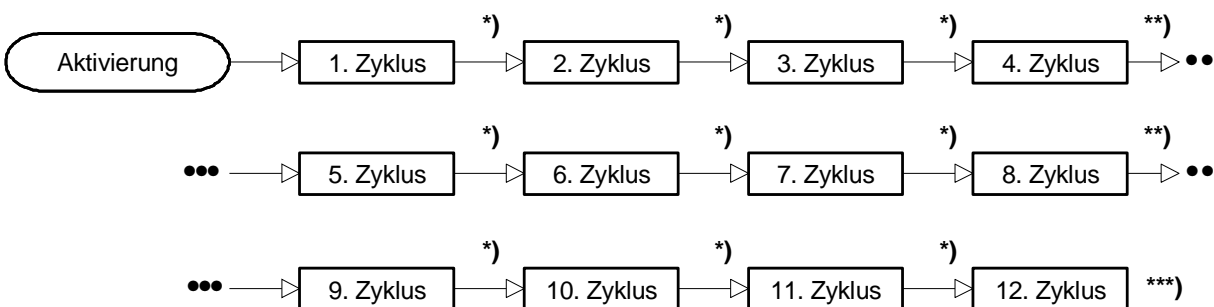 *) *) *) **)
Aktivierung 1. Zyklus 2. Zyklus 3. Zyklus 4. Zyklus ••
*) *) *) **)
••• 5. Zyklus 6. Zyklus 7. Zyklus 8. Zyklus ••
*) *) *)
••• 9. Zyklus 10. Zyklus 11. Zyklus 12. Zyklus ***)